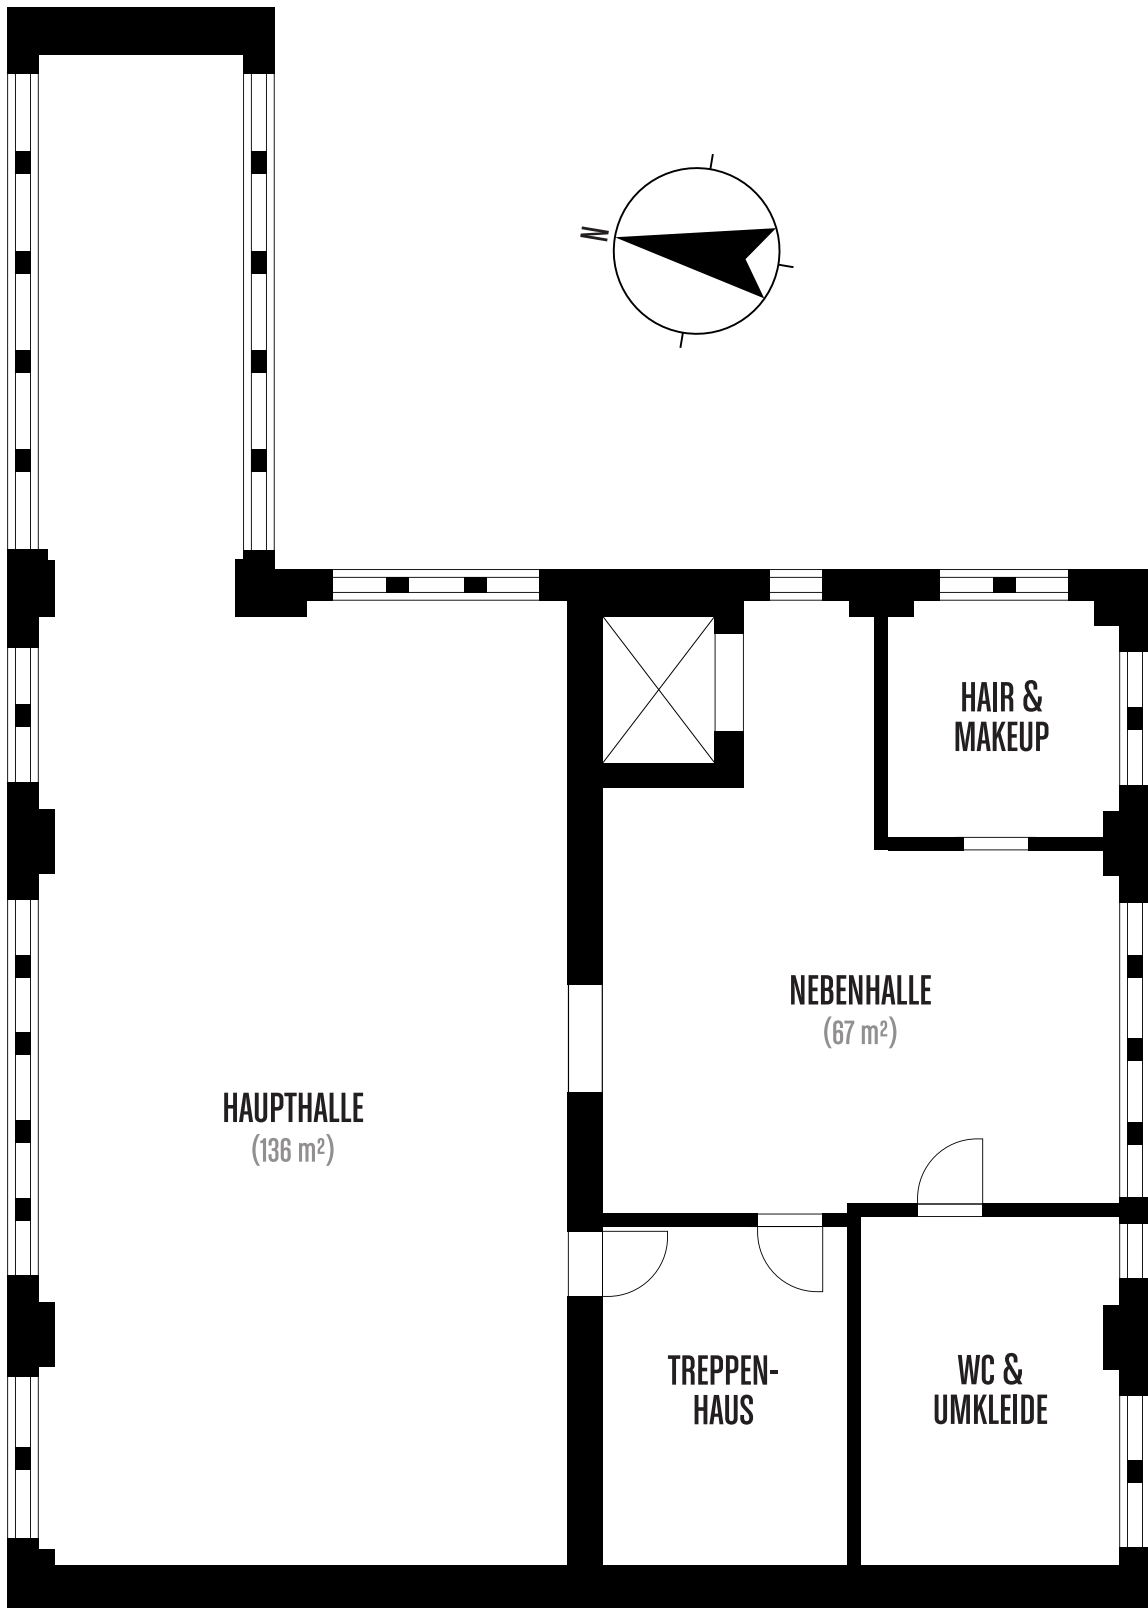 N
HAIR &
MAKEUP
NEBENHALLE
(67 m²)
HAUPTHALLE
(136 m²)
TREPPEN-
HAUS
WC &
UMKLEIDE